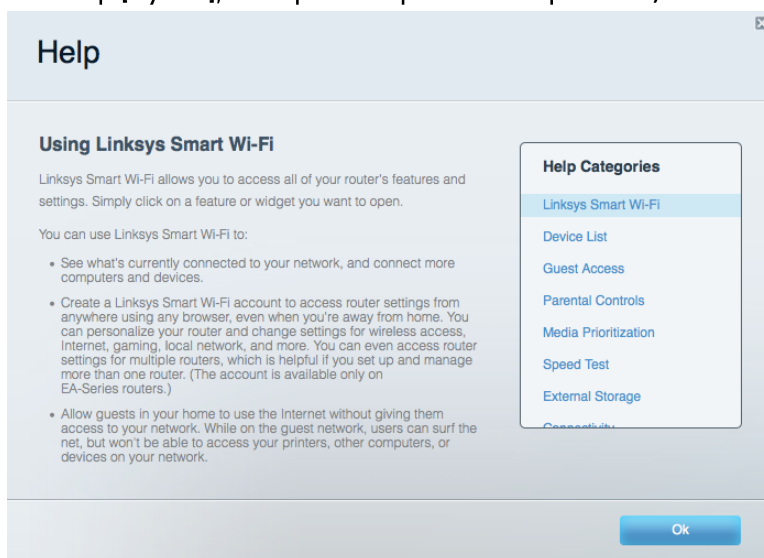 Help
Using Linksys Smart Wi-Fi
Linksys Smart Wi-Fi allows you to access all of your router's features and
settings. Simply click on a feature or widget you want to open.
You can use Linksys Smart Wi-Fi to:
• See what's currently connected to your network, and connect more
computers and devices.
• Create a Linksys Smart Wi-Fi account to access router settings from
anywhere using any browser, even when you're away from home. You
can personalize your router and change settings for wireless access,
Internet, gaming, local network, and more. You can even access router
settings for multiple routers, which is helpful if you set up and manage
more than one router. (The account is available only on
EA-Series routers.)
• Allow guests in your home to use the Internet without giving them
access to your network. While on the guest network, users can surf the
net, but won't be able to access your printers, other computers, or
devices on your network.
Help Categories
Linksys Smart Wi-Fi
Device List
Guest Access
Parental Controls
Media Prioritization
Speed Test
External Storage
Connectivity
Ok